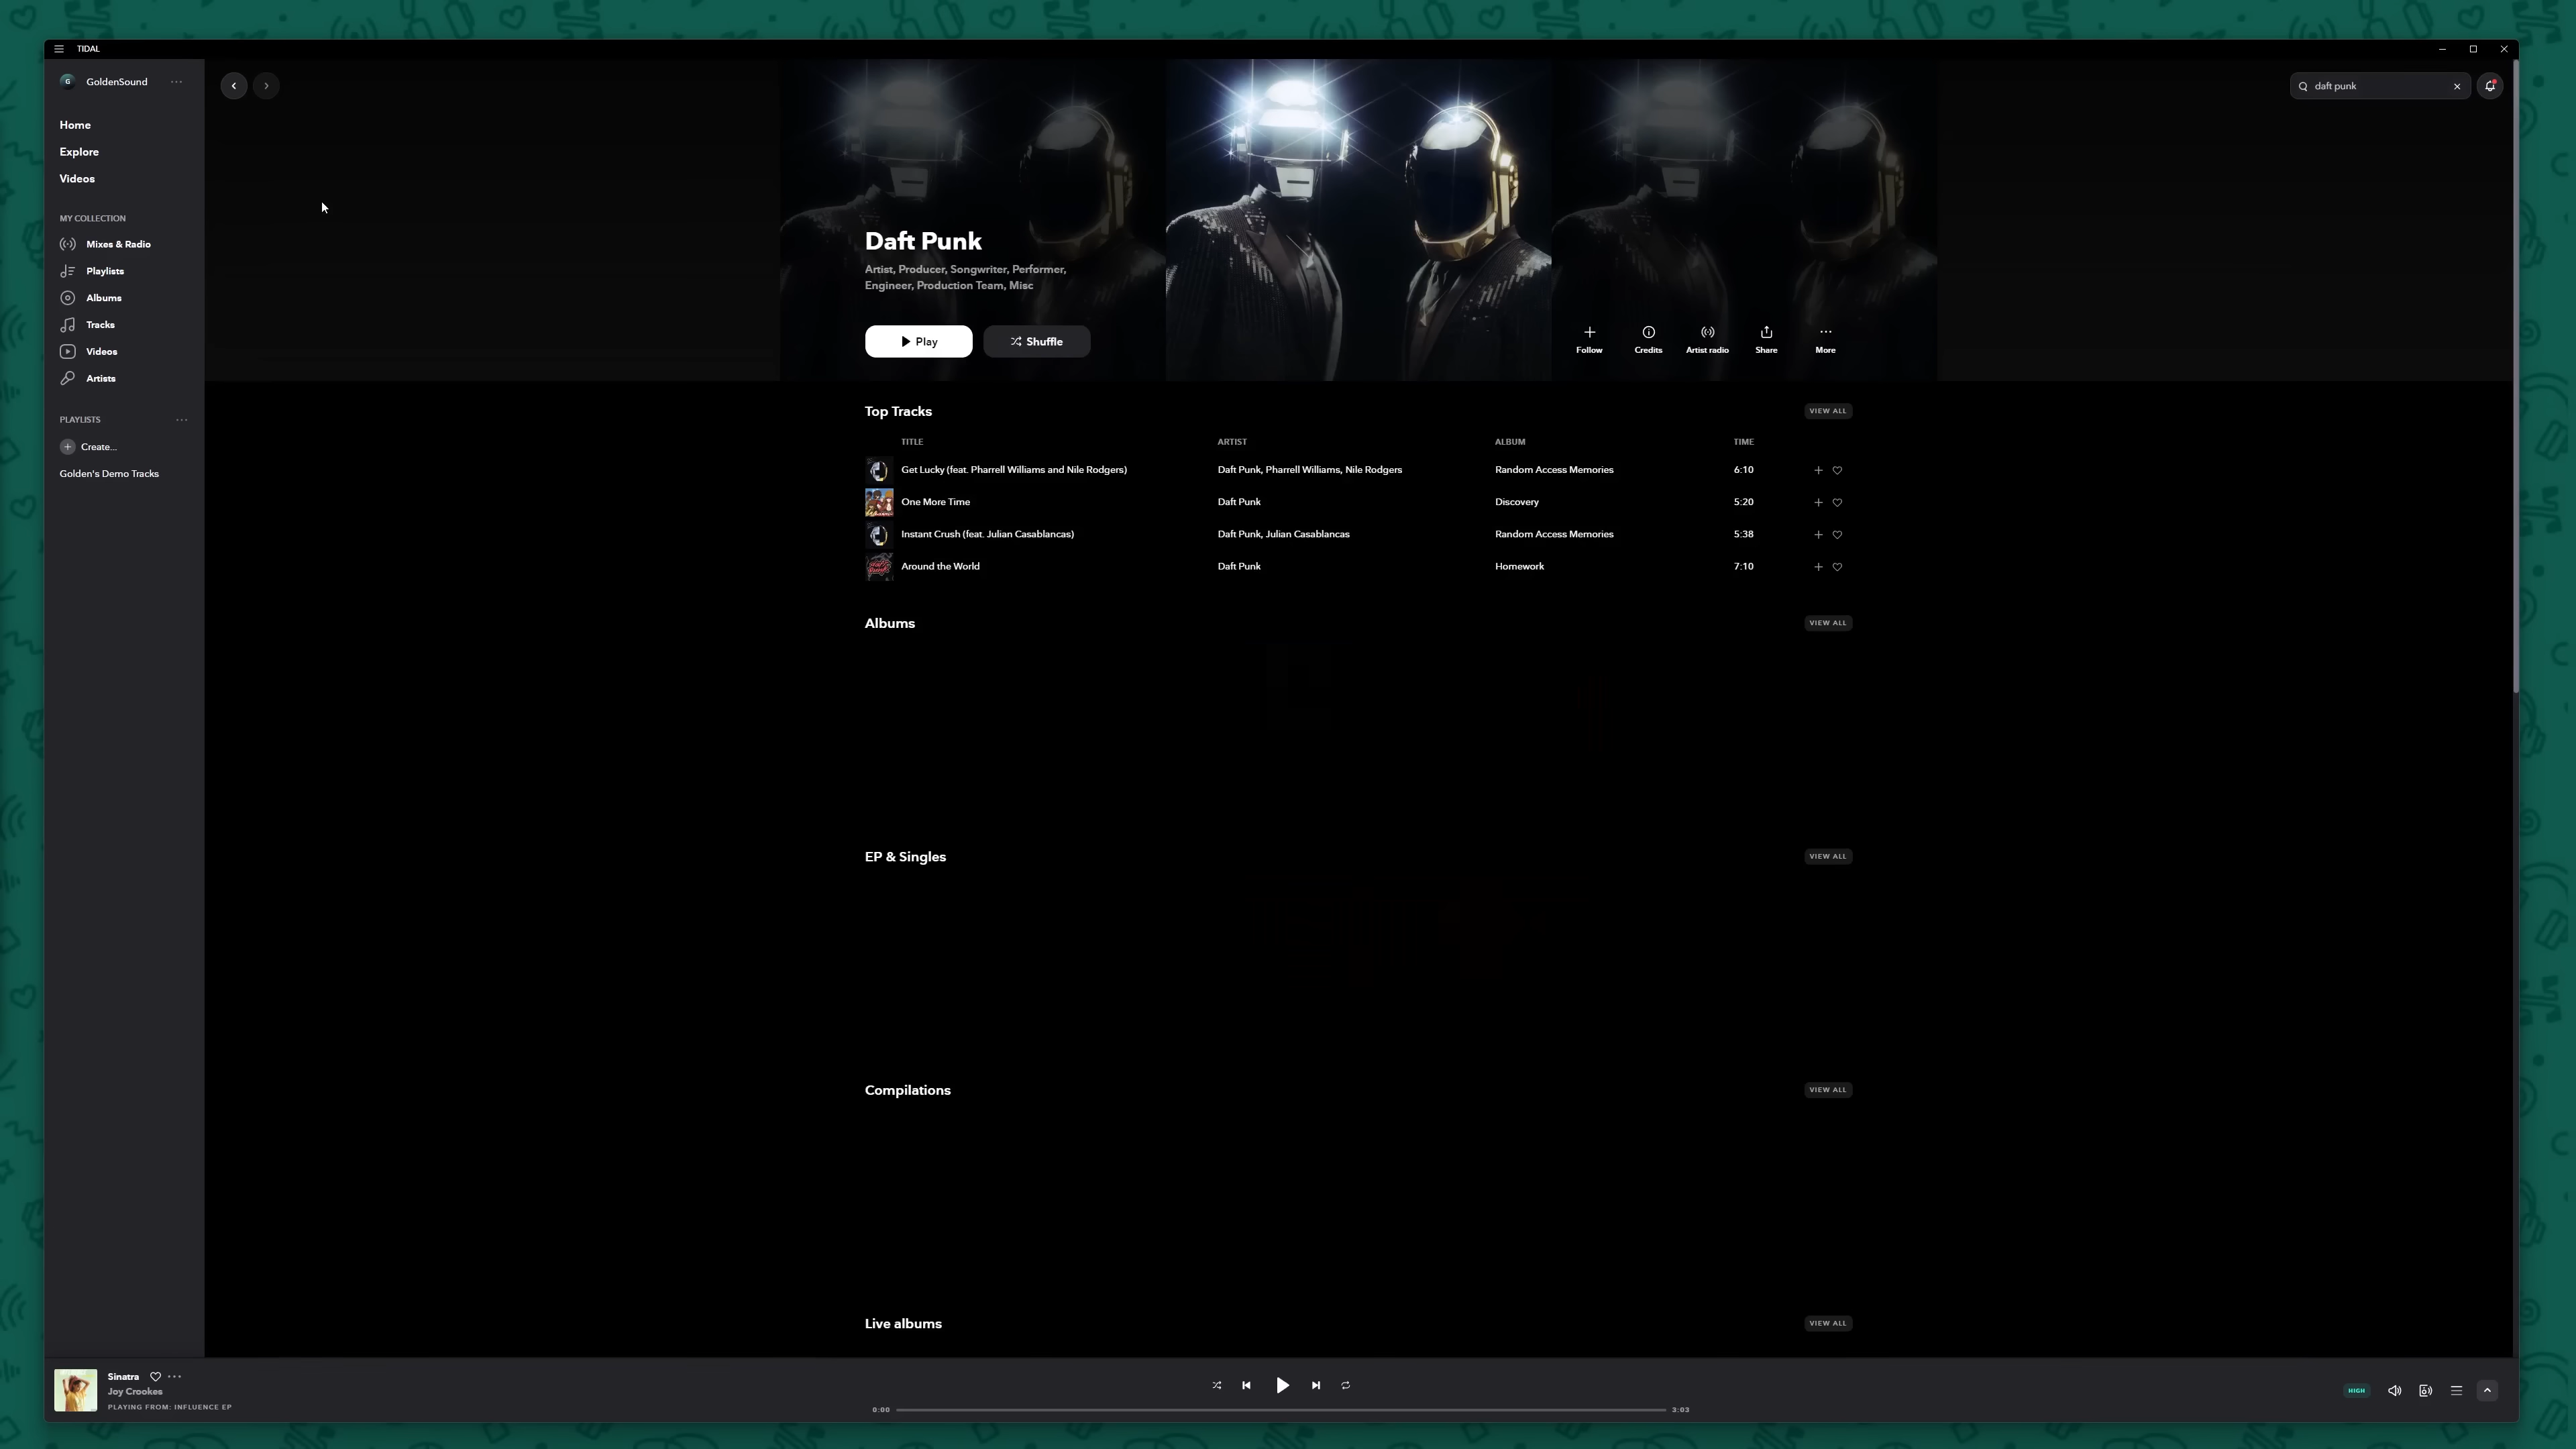 TIDAL
G GoldenSound
daft punk
Home
Explore
Videos
MY COLLECTION
Mixes & Radio
Playlists
Albums
Tracks
Videos
Artists
PLAYLISTS
Create...
Golden's Demo Tracks
Daft Punk
Artist, Producer, Songwriter, Performer,
Engineer, Production Team, Misc
Play
Shuffle
Follow
Credits
Artist radio
Share
More
Top Tracks
VIEW ALL
TITLE ARTIST ALBUM TIME
Get Lucky (feat. Pharrell Williams and Nile Rodgers) Daft Punk, Pharrell Williams, Nile Rodgers Random Access Memories 6:10
One More Time Daft Punk Discovery 5:20
Instant Crush (feat. Julian Casablancas) Daft Punk, Julian Casablancas Random Access Memories 5:38
Around the World Daft Punk Homework 7:10
Albums
VIEW ALL
EP & Singles
VIEW ALL
Compilations
VIEW ALL
Live albums
VIEW ALL
Sinatra
Joy Crookes
PLAYING FROM: INFLUENCE EP
0:00
3:03
HIGH